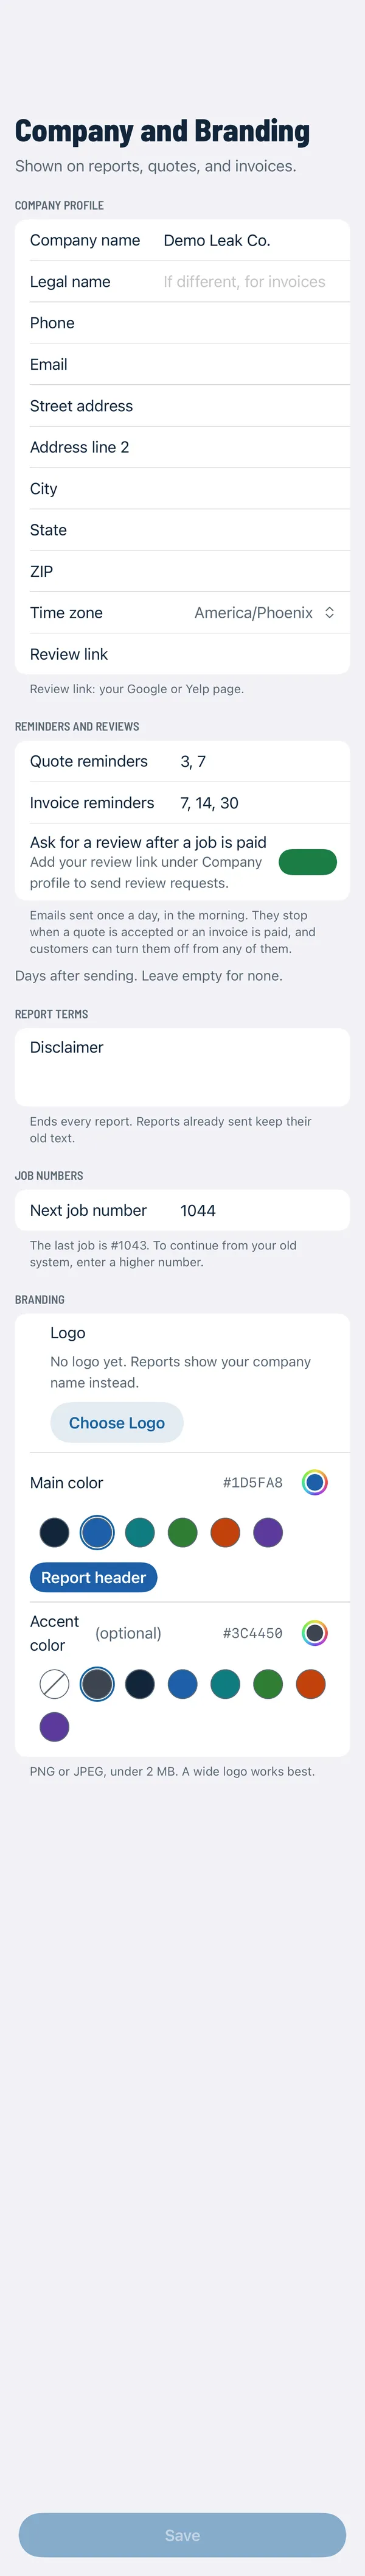 Company and Branding
Shown on reports, quotes, and invoices.
COMPANY PROFILE
Company name Demo Leak Co.
Legal name If different, for invoices
Phone
Email
Street address
Address line 2
City
State
ZIP
Time zone America/Phoenix
Review link
Review link: your Google or Yelp page.
REMINDERS AND REVIEWS
Quote reminders 3, 7
Invoice reminders 7, 14, 30
Ask for a review after a job is paid
Add your review link under Company
profile to send review requests.
Emails sent once a day, in the morning. They stop
when a quote is accepted or an invoice is paid, and
customers can turn them off from any of them.
Days after sending. Leave empty for none.
REPORT TERMS
Disclaimer
Ends every report. Reports already sent keep their
old text.
JOB NUMBERS
Next job number 1044
The last job is #1043. To continue from your old
system, enter a higher number.
BRANDING
Logo
No logo yet. Reports show your company
name instead.
Choose Logo
Main color #1D5FA8
Report header
Accent
color (optional) #3C4450
PNG or JPEG, under 2 MB. A wide logo works best.
Save